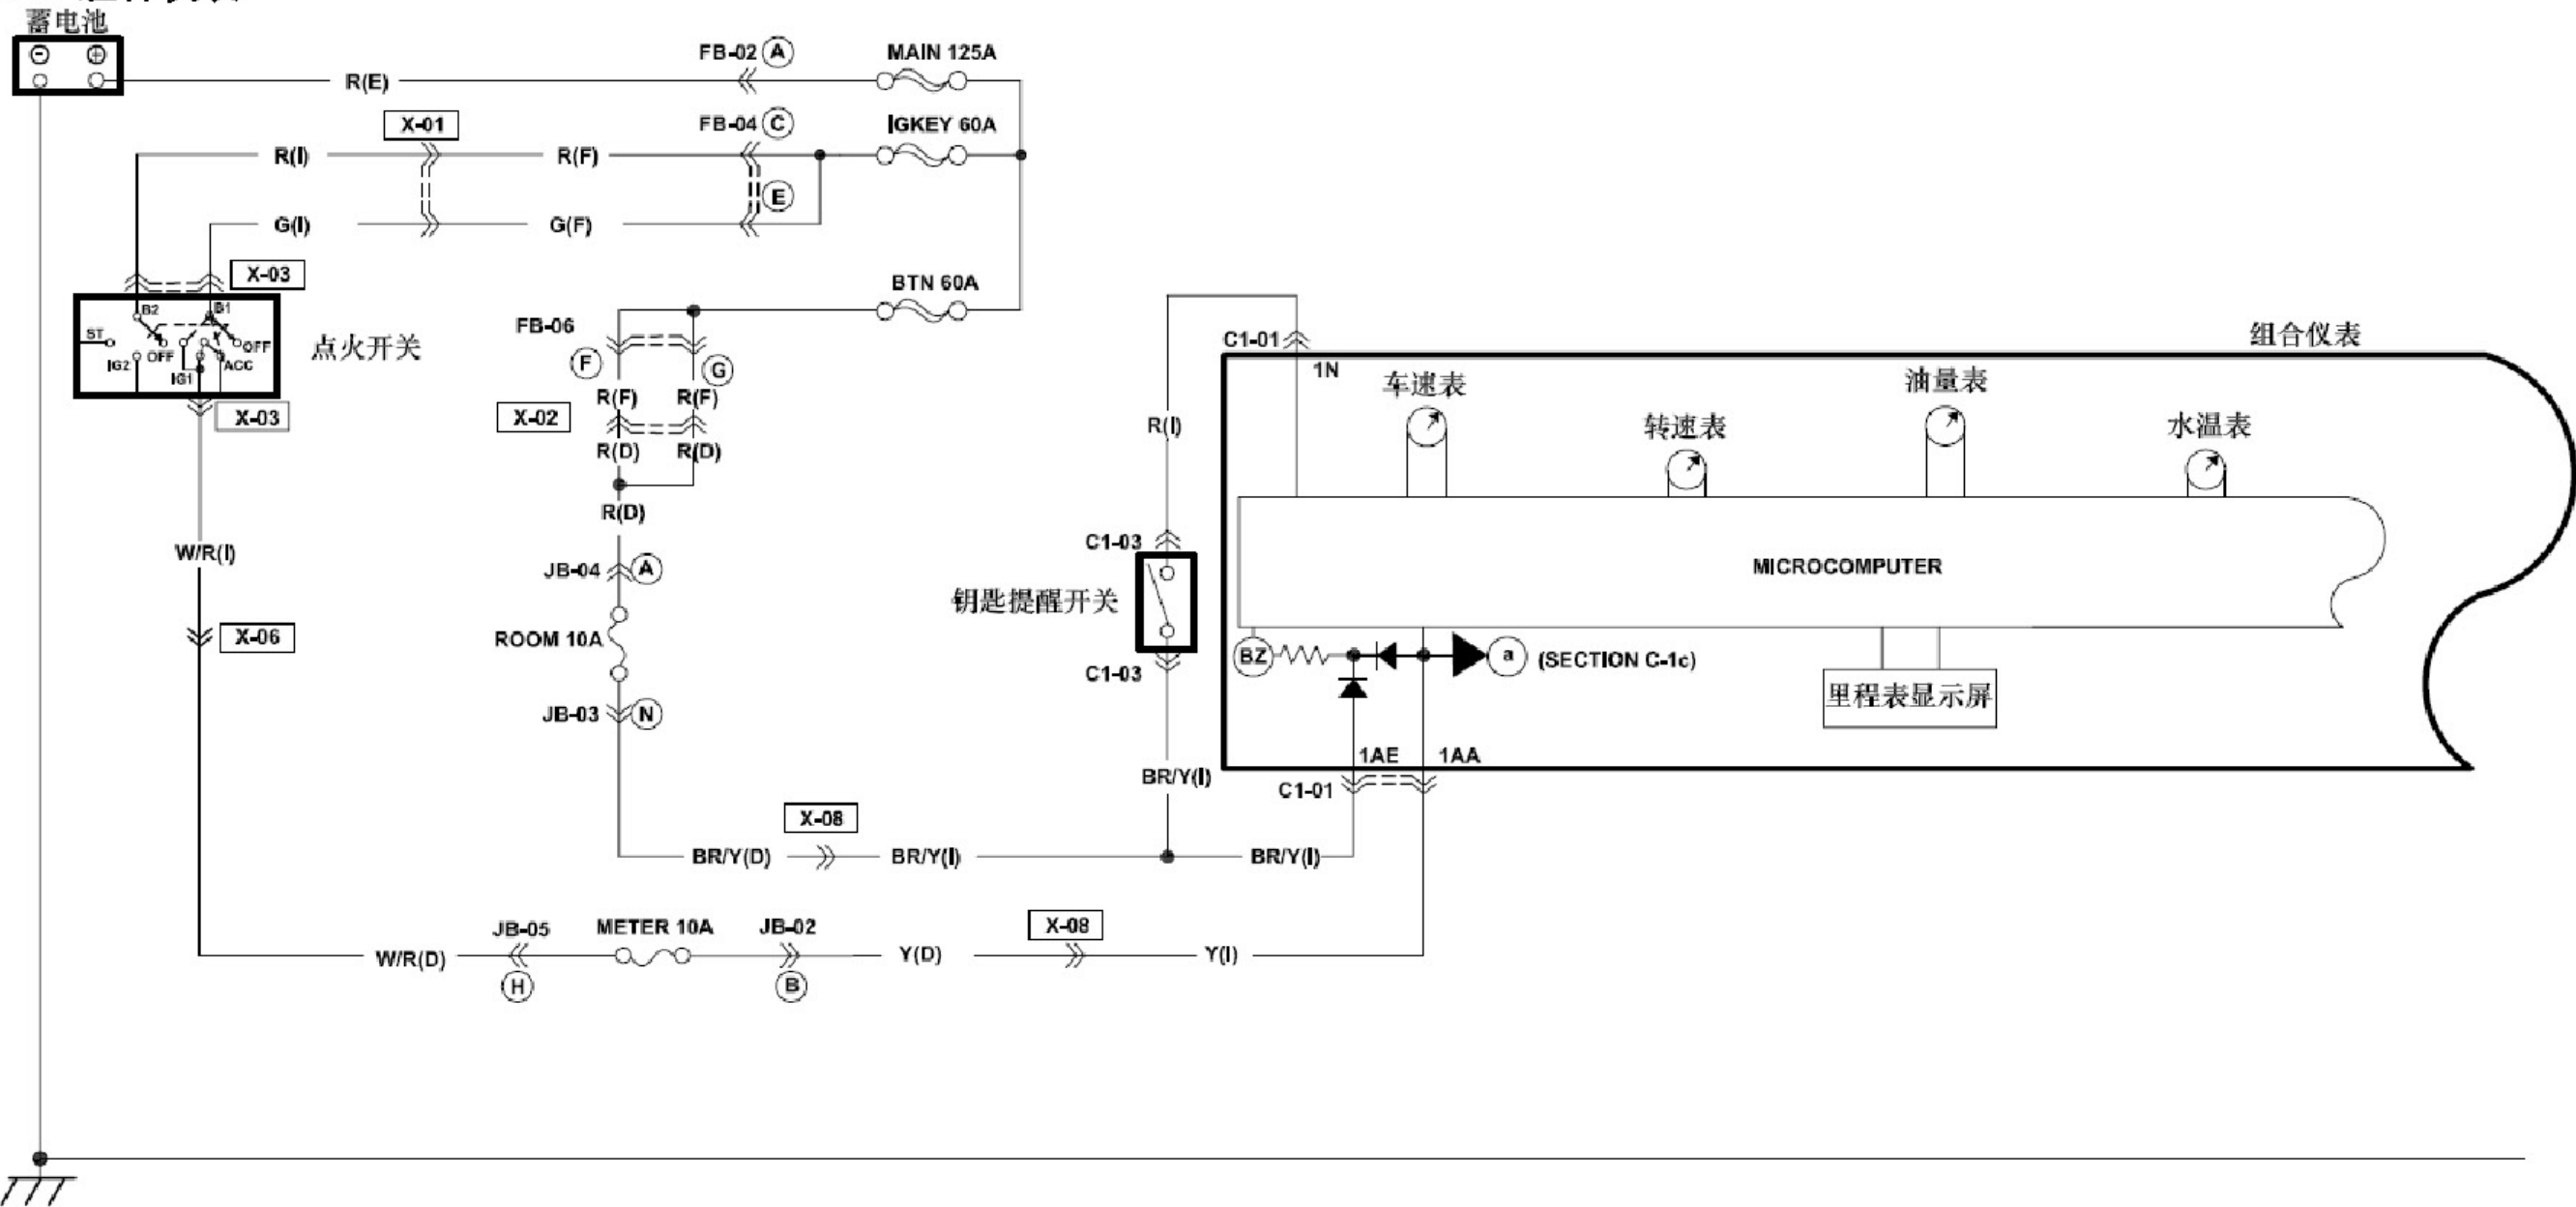 蓄电池
FB-02 A
MAIN 125A
R(E)
X-01
FB-04 C
IGKEY 60A
R(I)
R(F)
E
G(I)
G(F)
X-03
BTN 60A
B2
B1
ST
OFF
OFF
IG2
IG1
ACC
点火开关
X-03
FB-06
F
G
R(F)
R(F)
X-02
R(D)
R(D)
R(D)
W/R(I)
JB-04 A
X-06
ROOM 10A
JB-03 N
C1-01
1N
组合仪表
车速表
油量表
转速表
水温表
R(I)
C1-03
MICROCOMPUTER
钥匙提醒开关
BZ
a
(SECTION C-1c)
C1-03
里程表显示屏
1AE
1AA
BR/Y(I)
C1-01
X-08
BR/Y(D)
BR/Y(I)
BR/Y(I)
JB-05
METER 10A
JB-02
X-08
W/R(D)
Y(D)
Y(I)
H
B